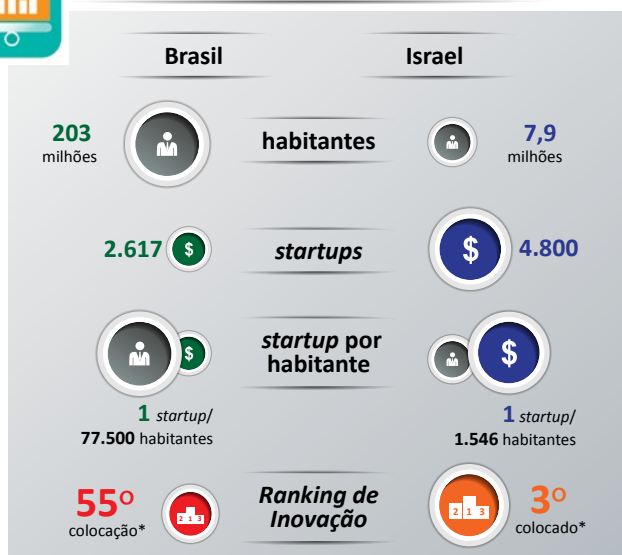 Brasil
Israel
203
milhões
habitantes
7,9
milhões
2.617
$
startups
$
4.800
$
startup por
habitante
$
1 startup/
77.500 habitantes
1 startup/
1.546 habitantes
55º
colocação*
2 1 3
Ranking de
Inovação
2 1 3
3º
colocado*